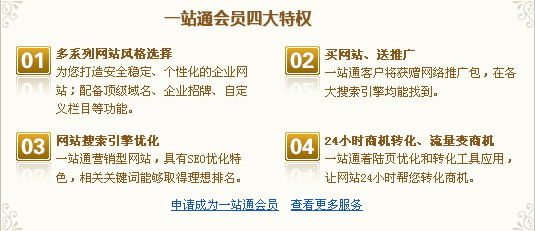 一站通会员四大特权
01 多系列网站风格选择
为您打造安全稳定、个性化的企业网
站；配备顶级域名、企业招牌、自定
义栏目等功能。
02 买网站、送推广
一站通客户将获赠网络推广包，在各
大搜索引擎均能找到。
03 网站搜索引擎优化
一站通营销型网站，具有SEO优化特
色，相关关键词能够取得理想排名。
04 24小时商机转化、流量变商机
一站通着陆页优化和转化工具应用，
让网站24小时帮您转化商机。
申请成为一站通会员 查看更多服务